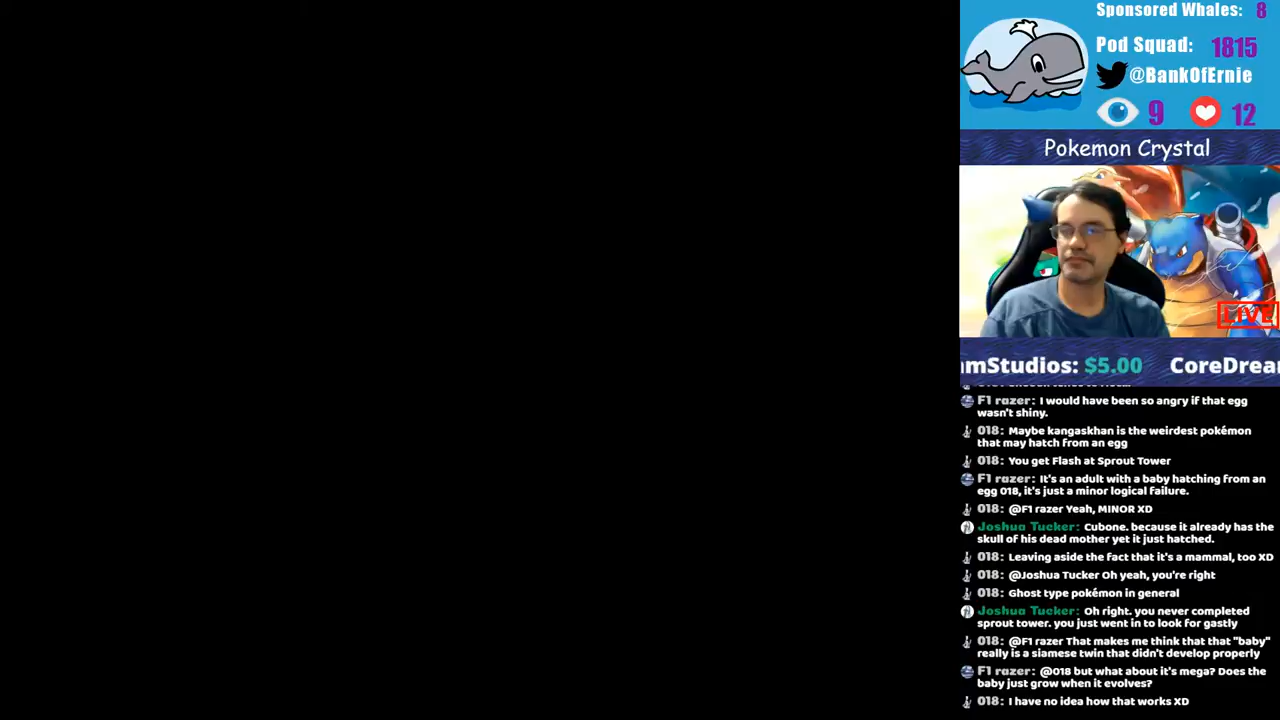 Sponsored Whales: 8
Pod Squad: 1815
@BankOfErnie
9 12
Pokemon Crystal
LIVE
mStudios: $5.00 CoreDrea
F1 razer: I would have been so angry if that egg
wasn't shiny.
018: Maybe kangaskhan is the weirdest pokémon
that may hatch from an egg
018: You get Flash at Sprout Tower
F1 razer: It's an adult with a baby hatching from an
egg 018, it's just a minor logical failure.
018: @F1 razer Yeah, MINOR XD
Joshua Tucker: Cubone. because it already has the
skull of his dead mother yet it just hatched.
018: Leaving aside the fact that it's a mammal, too XD
018: @Joshua Tucker Oh yeah, you're right
018: Ghost type pokémon in general
Joshua Tucker: Oh right. you never completed
sprout tower. you just went in to look for gastly
018: @F1 razer That makes me think that that "baby"
really is a siamese twin that didn't develop properly
F1 razer: @018 but what about it's mega? Does the
baby just grow when it evolves?
018: I have no idea how that works XD